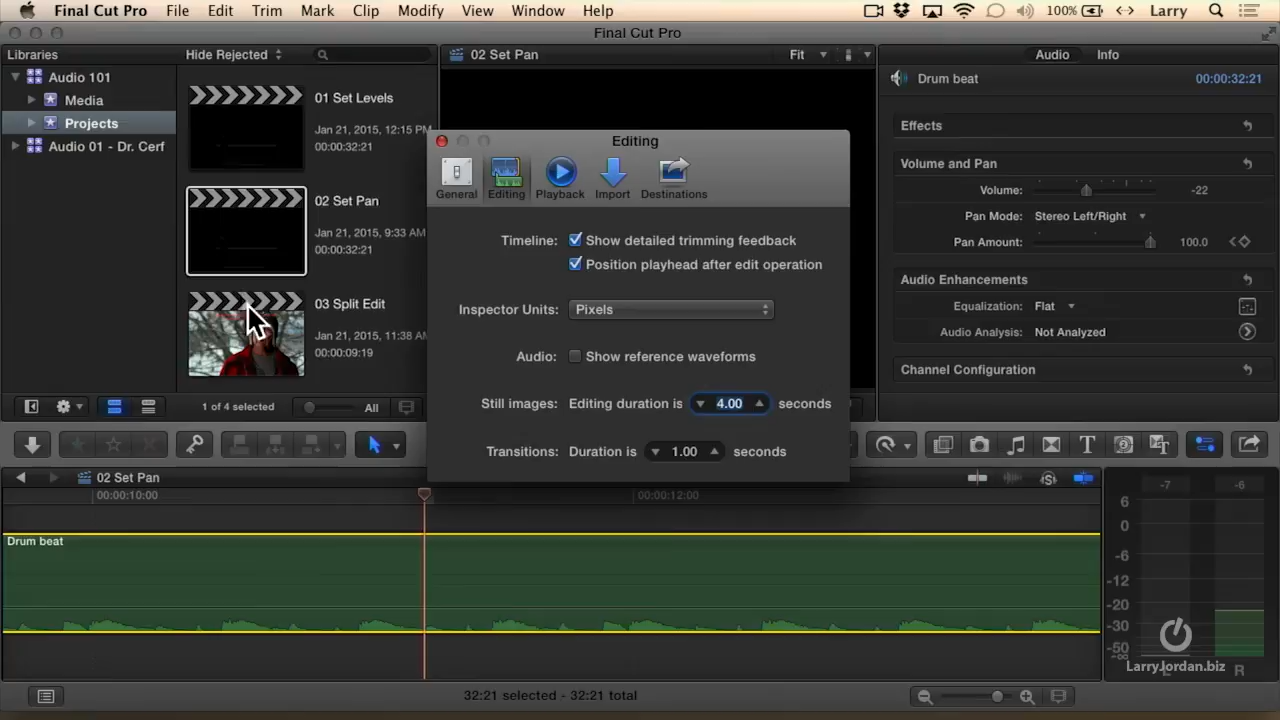 Final Cut Pro File Edit Trim Mark Clip Modify View Window Help 100% Larry
Final Cut Pro
Libraries
Hide Rejected
02 Set Pan
Fit
Audio
Info
Audio 101
Media
Projects
Audio 01 - Dr. Cerf
01 Set Levels
Jan 21, 2015, 12:15 PM
00:00:32:21
02 Set Pan
Jan 21, 2015, 9:33 AM
00:00:32:21
03 Split Edit
Jan 21, 2015, 11:38 AM
00:00:09:19
1 of 4 selected
All
Editing
General
Editing
Playback
Import
Destinations
Timeline: Show detailed trimming feedback
Position playhead after edit operation
Inspector Units: Pixels
Audio: Show reference waveforms
Still images: Editing duration is 4.00 seconds
Transitions: Duration is 1.00 seconds
Drum beat
00:00:32:21
Effects
Volume and Pan
Volume: -22
Pan Mode: Stereo Left/Right
Pan Amount: 100.0
Audio Enhancements
Equalization: Flat
Audio Analysis: Not Analyzed
Channel Configuration
02 Set Pan
00:00:10:00
00:00:12:00
Drum beat
-7
-6
6
0
-6
-12
-20
-30
-50
-∞
L
R
LarryJordan.biz
32:21 selected - 32:21 total